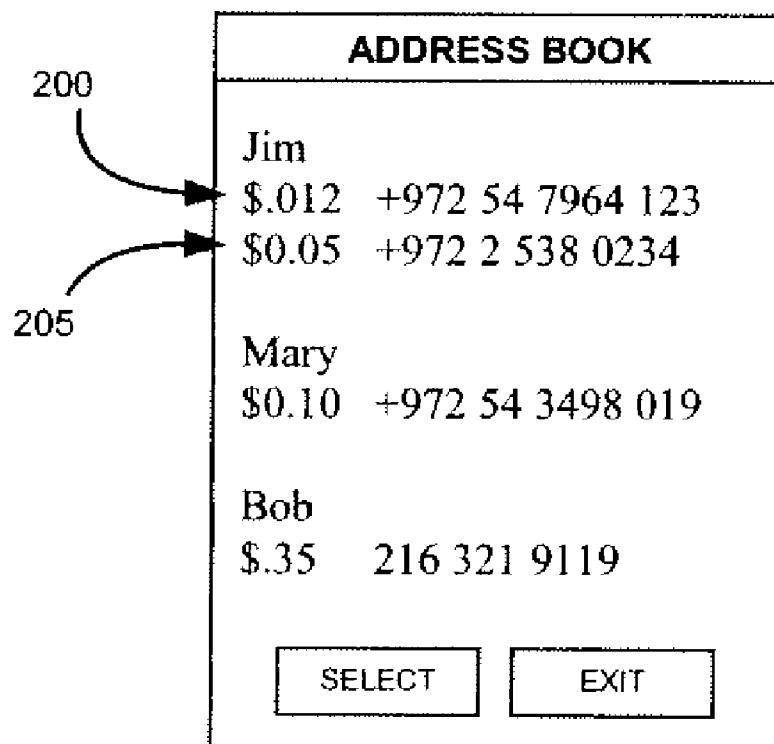 ADDRESS BOOK
200
Jim
$.012 +972 54 7964 123
$0.05 +972 2 538 0234
205
Mary
$0.10 +972 54 3498 019
Bob
$.35 216 321 9119
SELECT EXIT